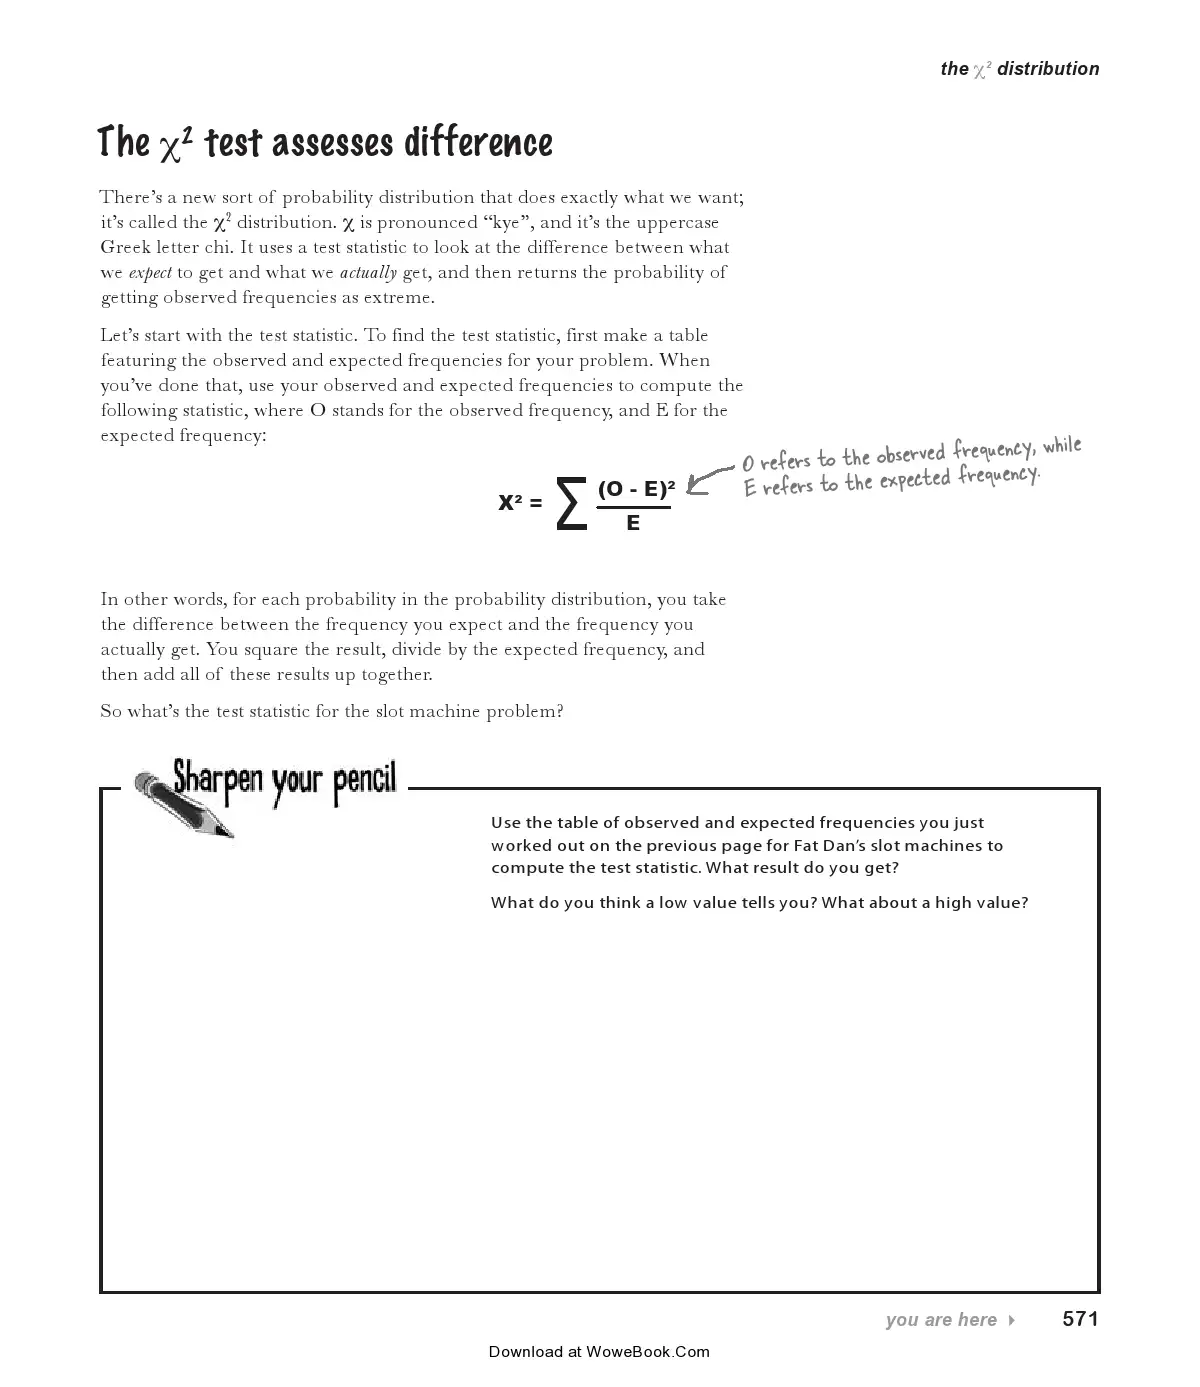 the χ² distribution
The χ² test assesses difference
There's a new sort of probability distribution that does exactly what we want;
it's called the χ² distribution. χ is pronounced “kye”, and it's the uppercase
Greek letter chi. It uses a test statistic to look at the difference between what
we expect to get and what we actually get, and then returns the probability of
getting observed frequencies as extreme.
Let's start with the test statistic. To find the test statistic, first make a table
featuring the observed and expected frequencies for your problem. When
you've done that, use your observed and expected frequencies to compute the
following statistic, where O stands for the observed frequency, and E for the
expected frequency:
O refers to the observed frequency, while
E refers to the expected frequency.
X² = ∑ (O - E)²
E
In other words, for each probability in the probability distribution, you take
the difference between the frequency you expect and the frequency you
actually get. You square the result, divide by the expected frequency, and
then add all of these results up together.
So what's the test statistic for the slot machine problem?
Sharpen your pencil
Use the table of observed and expected frequencies you just
worked out on the previous page for Fat Dan's slot machines to
compute the test statistic. What result do you get?
What do you think a low value tells you? What about a high value?
you are here ▸ 571
Download at WoweBook.Com